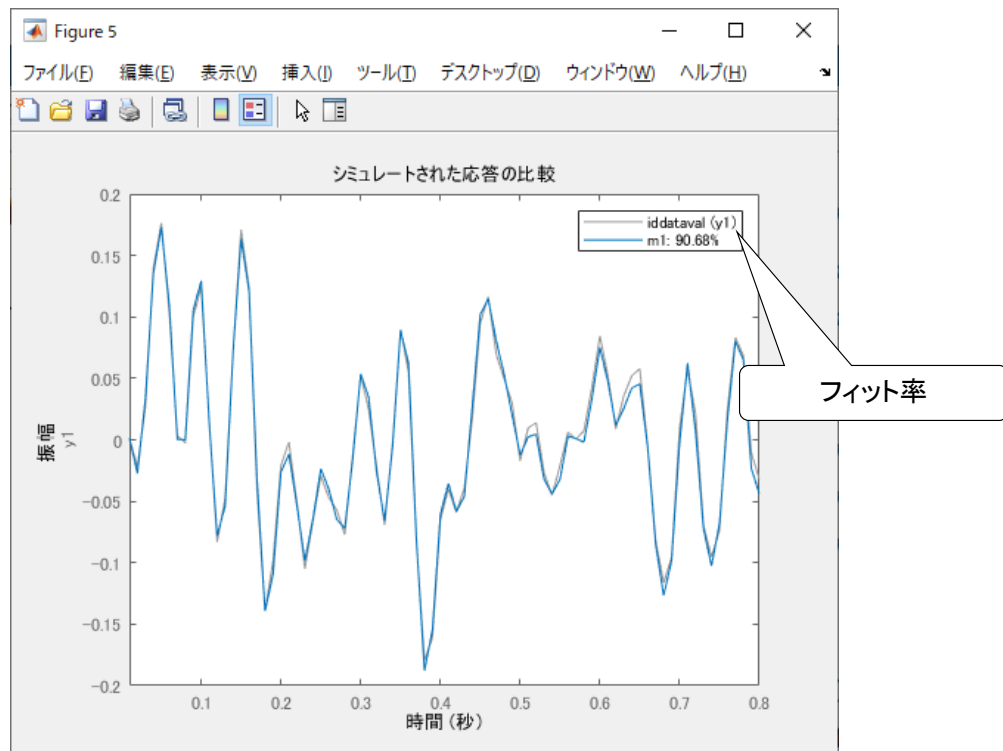 Figure 5
ファイル(F) 編集(E) 表示(V) 挿入(I) ツール(T) デスクトップ(D) ウィンドウ(W) ヘルプ(H)
シミュレートされた応答の比較
0.2
0.15
0.1
0.05
0
−0.05
−0.1
−0.15
−0.2
振幅
y1
iddataval (y1)
m1: 90.68%
フィット率
0.1 0.2 0.3 0.4 0.5 0.6 0.7 0.8
時間 (秒)